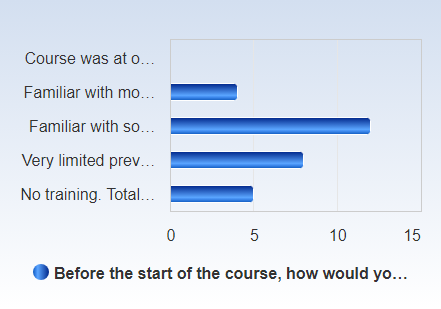 Course was at o…
Familiar with mo…
Familiar with so…
Very limited prev…
No training. Total…
0 5 10 15
Before the start of the course, how would yo…